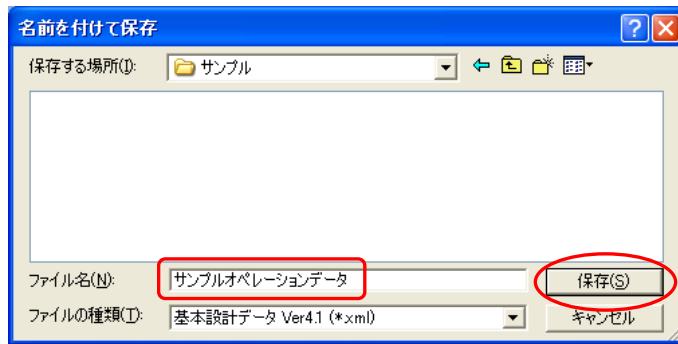 名前を付けて保存
保存する場所(I): サンプル
ファイル名(N): サンプルオペレーションデータ 保存(S)
ファイルの種類(T): 基本設計データ Ver4.1 (*.xml) キャンセル